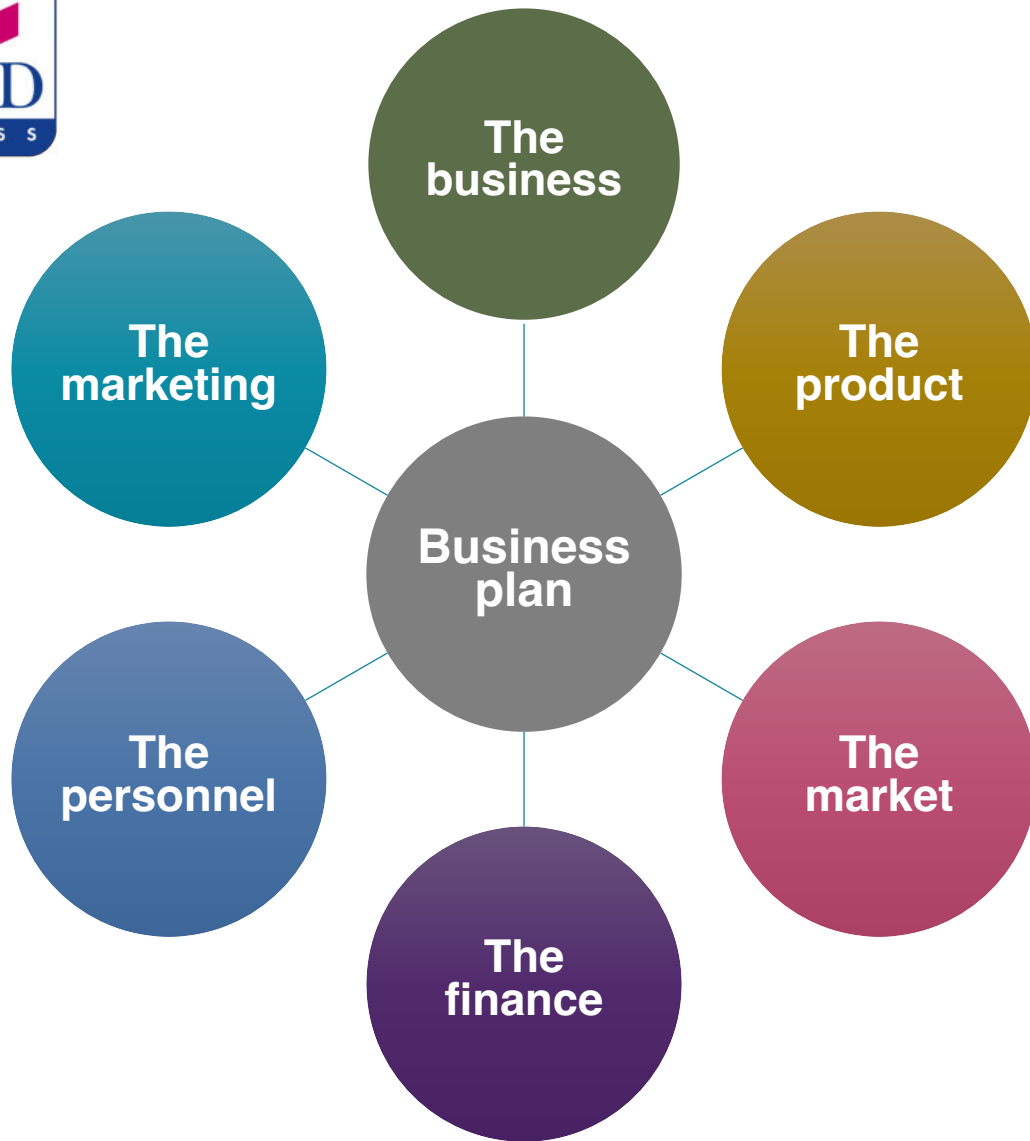 D
S S
The
business
The
product
The
market
The
finance
The
personnel
The
marketing
Business
plan